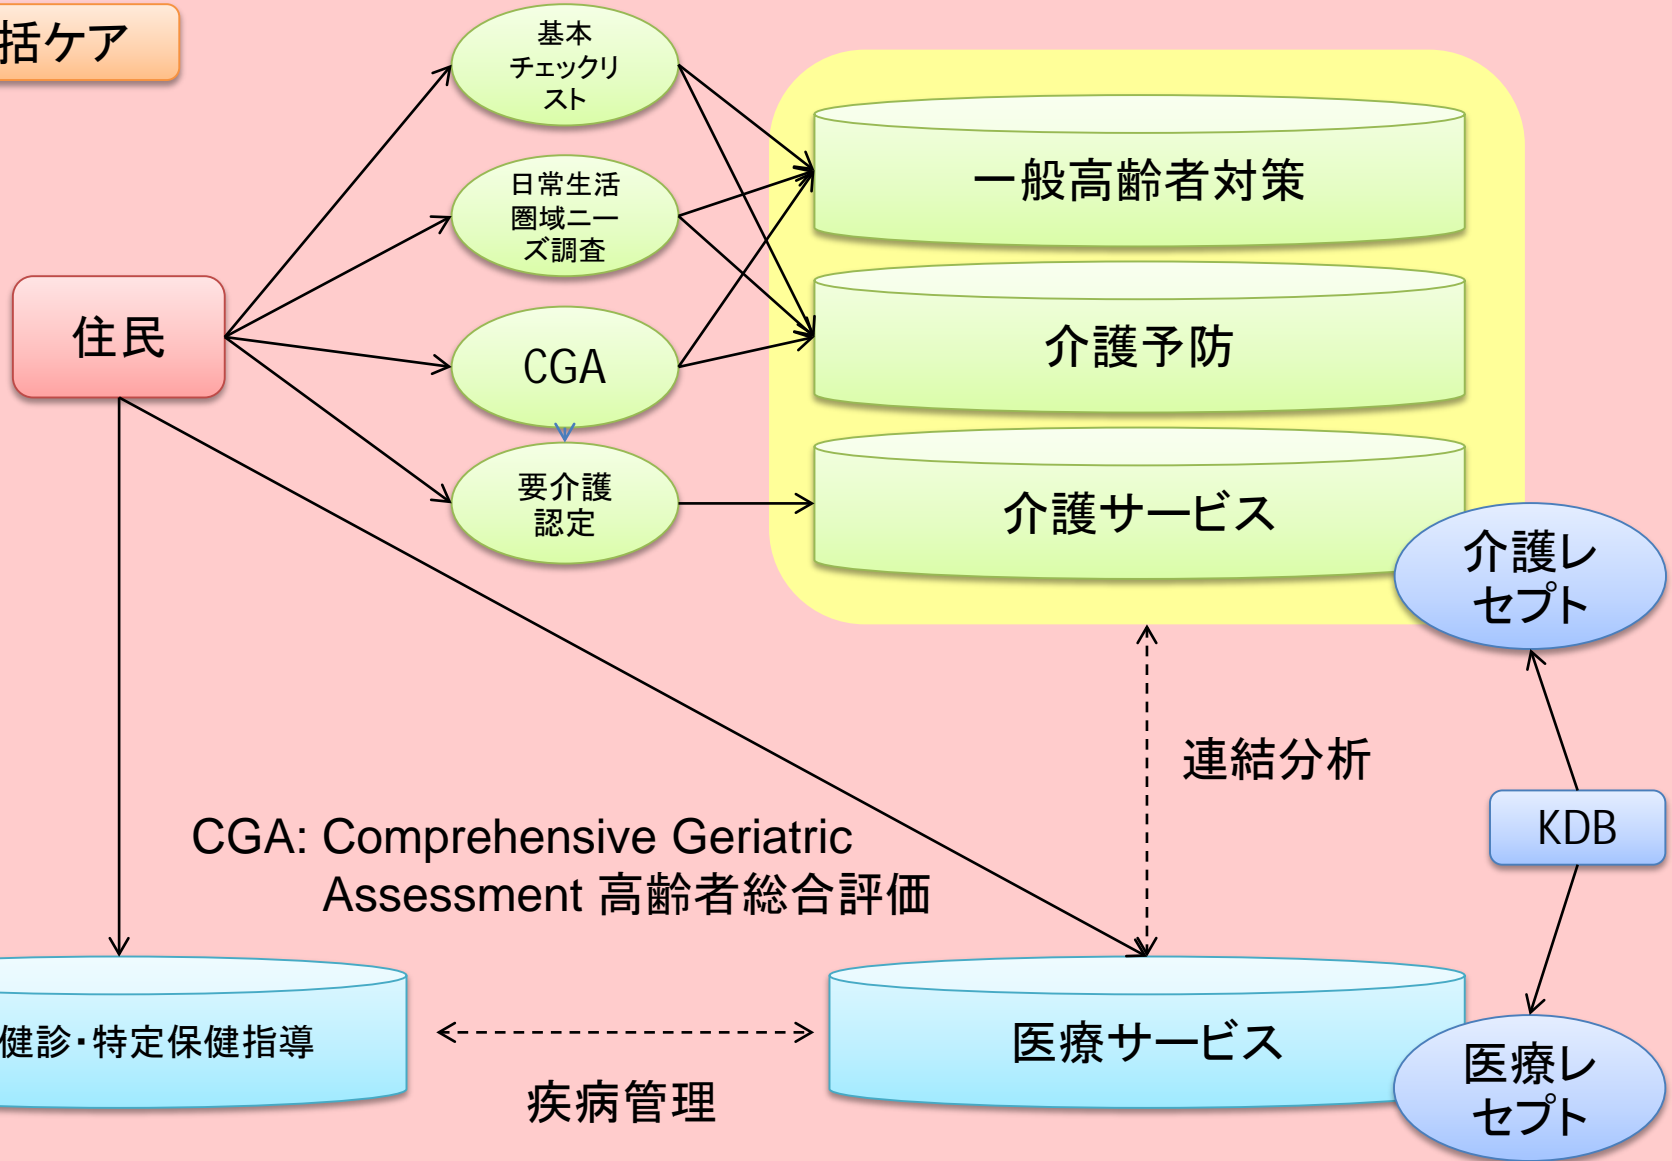 括ケア
基本
チェックリ
スト
日常生活
圏域ニー
ズ調査
住民
CGA
要介護
認定
一般高齢者対策
介護予防
介護サービス
介護レ
セプト
連結分析
KDB
CGA: Comprehensive Geriatric
Assessment 高齢者総合評価
健診・特定保健指導
疾病管理
医療サービス
医療レ
セプト